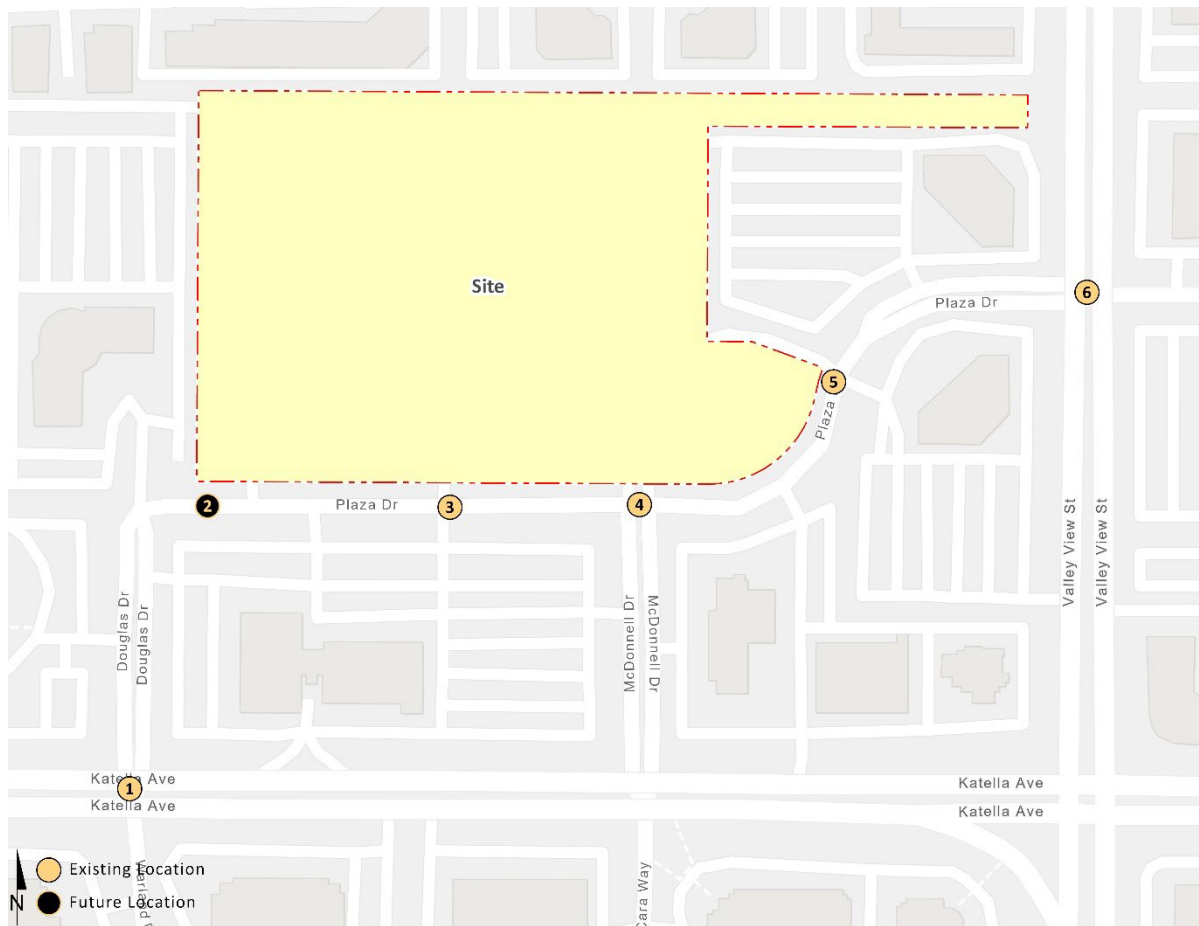 Site
6
Plaza Dr
5
Plaza
2
Plaza Dr
3
4
Valley View St
Valley View St
Douglas Dr
Douglas Dr
McDonnell Dr
McDonnell Dr
Katella Ave
1
Katella Ave
Katella Ave
Katella Ave
Cara Way
Existing Location
N
Future Location